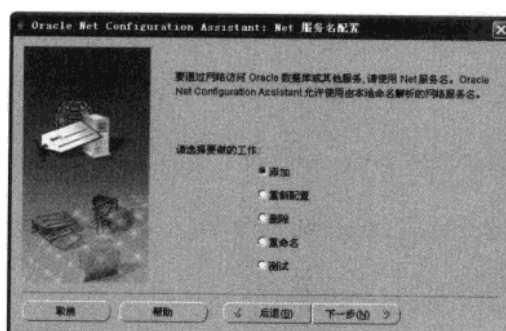 Oracle Net Configuration Assistant: Net 服务名配置
要通过网络访问 Oracle 数据库或其他服务,请使用 Net 服务名。Oracle
Net Configuration Assistant 允许使用由本地命名解析的网络服务名。
请选择要做的工作:
添加
重新配置
删除
重命名
测试
取消
帮助
后退(B)
下一步(N)